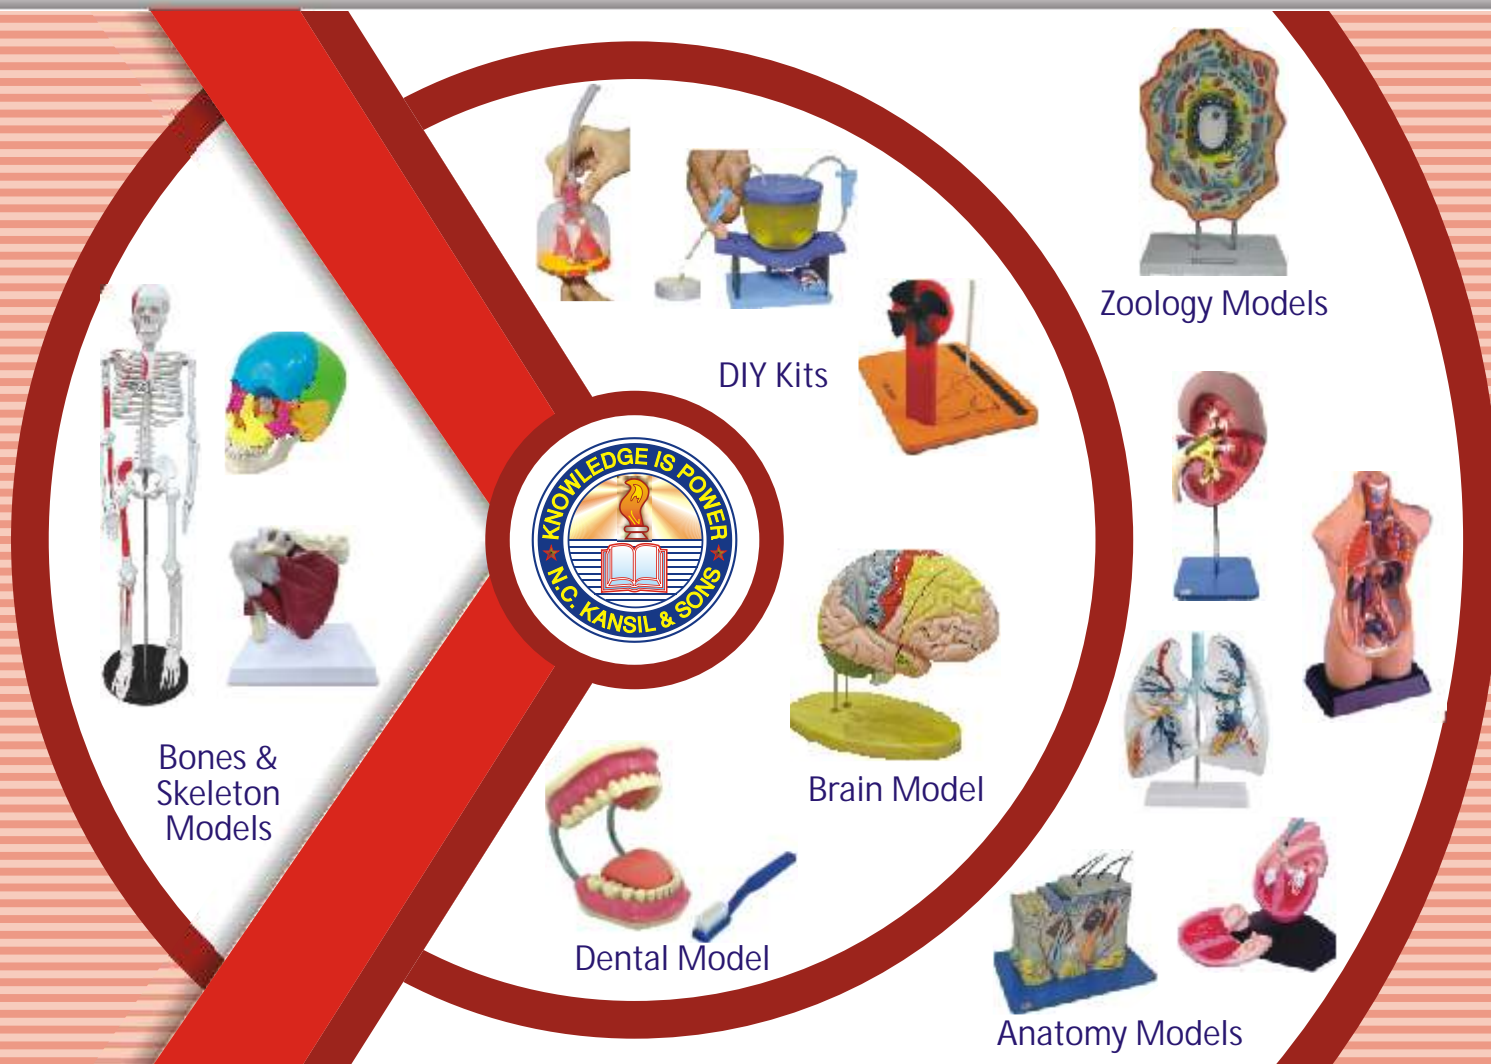 Zoology Models
DIY Kits
KNOWLEDGE IS POWER
N.C. KANSIL & SONS
Bones &
Skeleton
Models
Brain Model
Dental Model
Anatomy Models